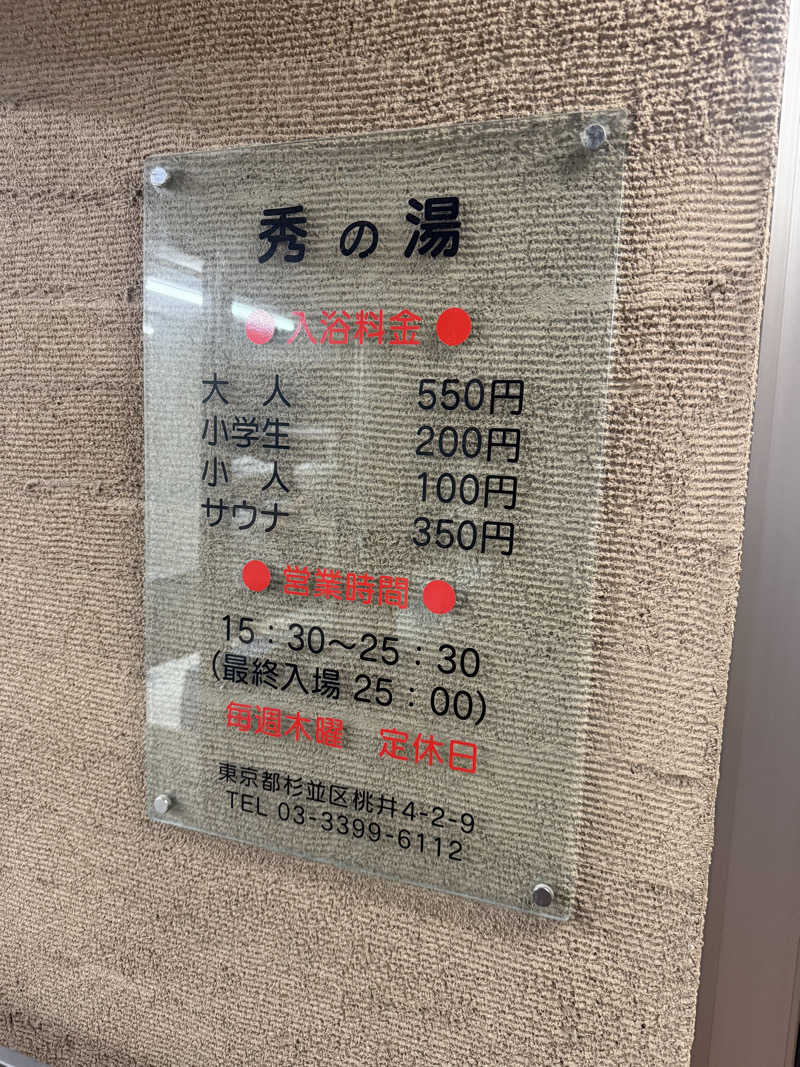 秀の湯
●入浴料金●
大　人　550円
小学生　200円
小　人　100円
サウナ　350円
●営業時間●
15：30～25：30
(最終入場 25：00)
毎週木曜　定休日
東京都杉並区桃井4-2-9
TEL 03-3399-6112